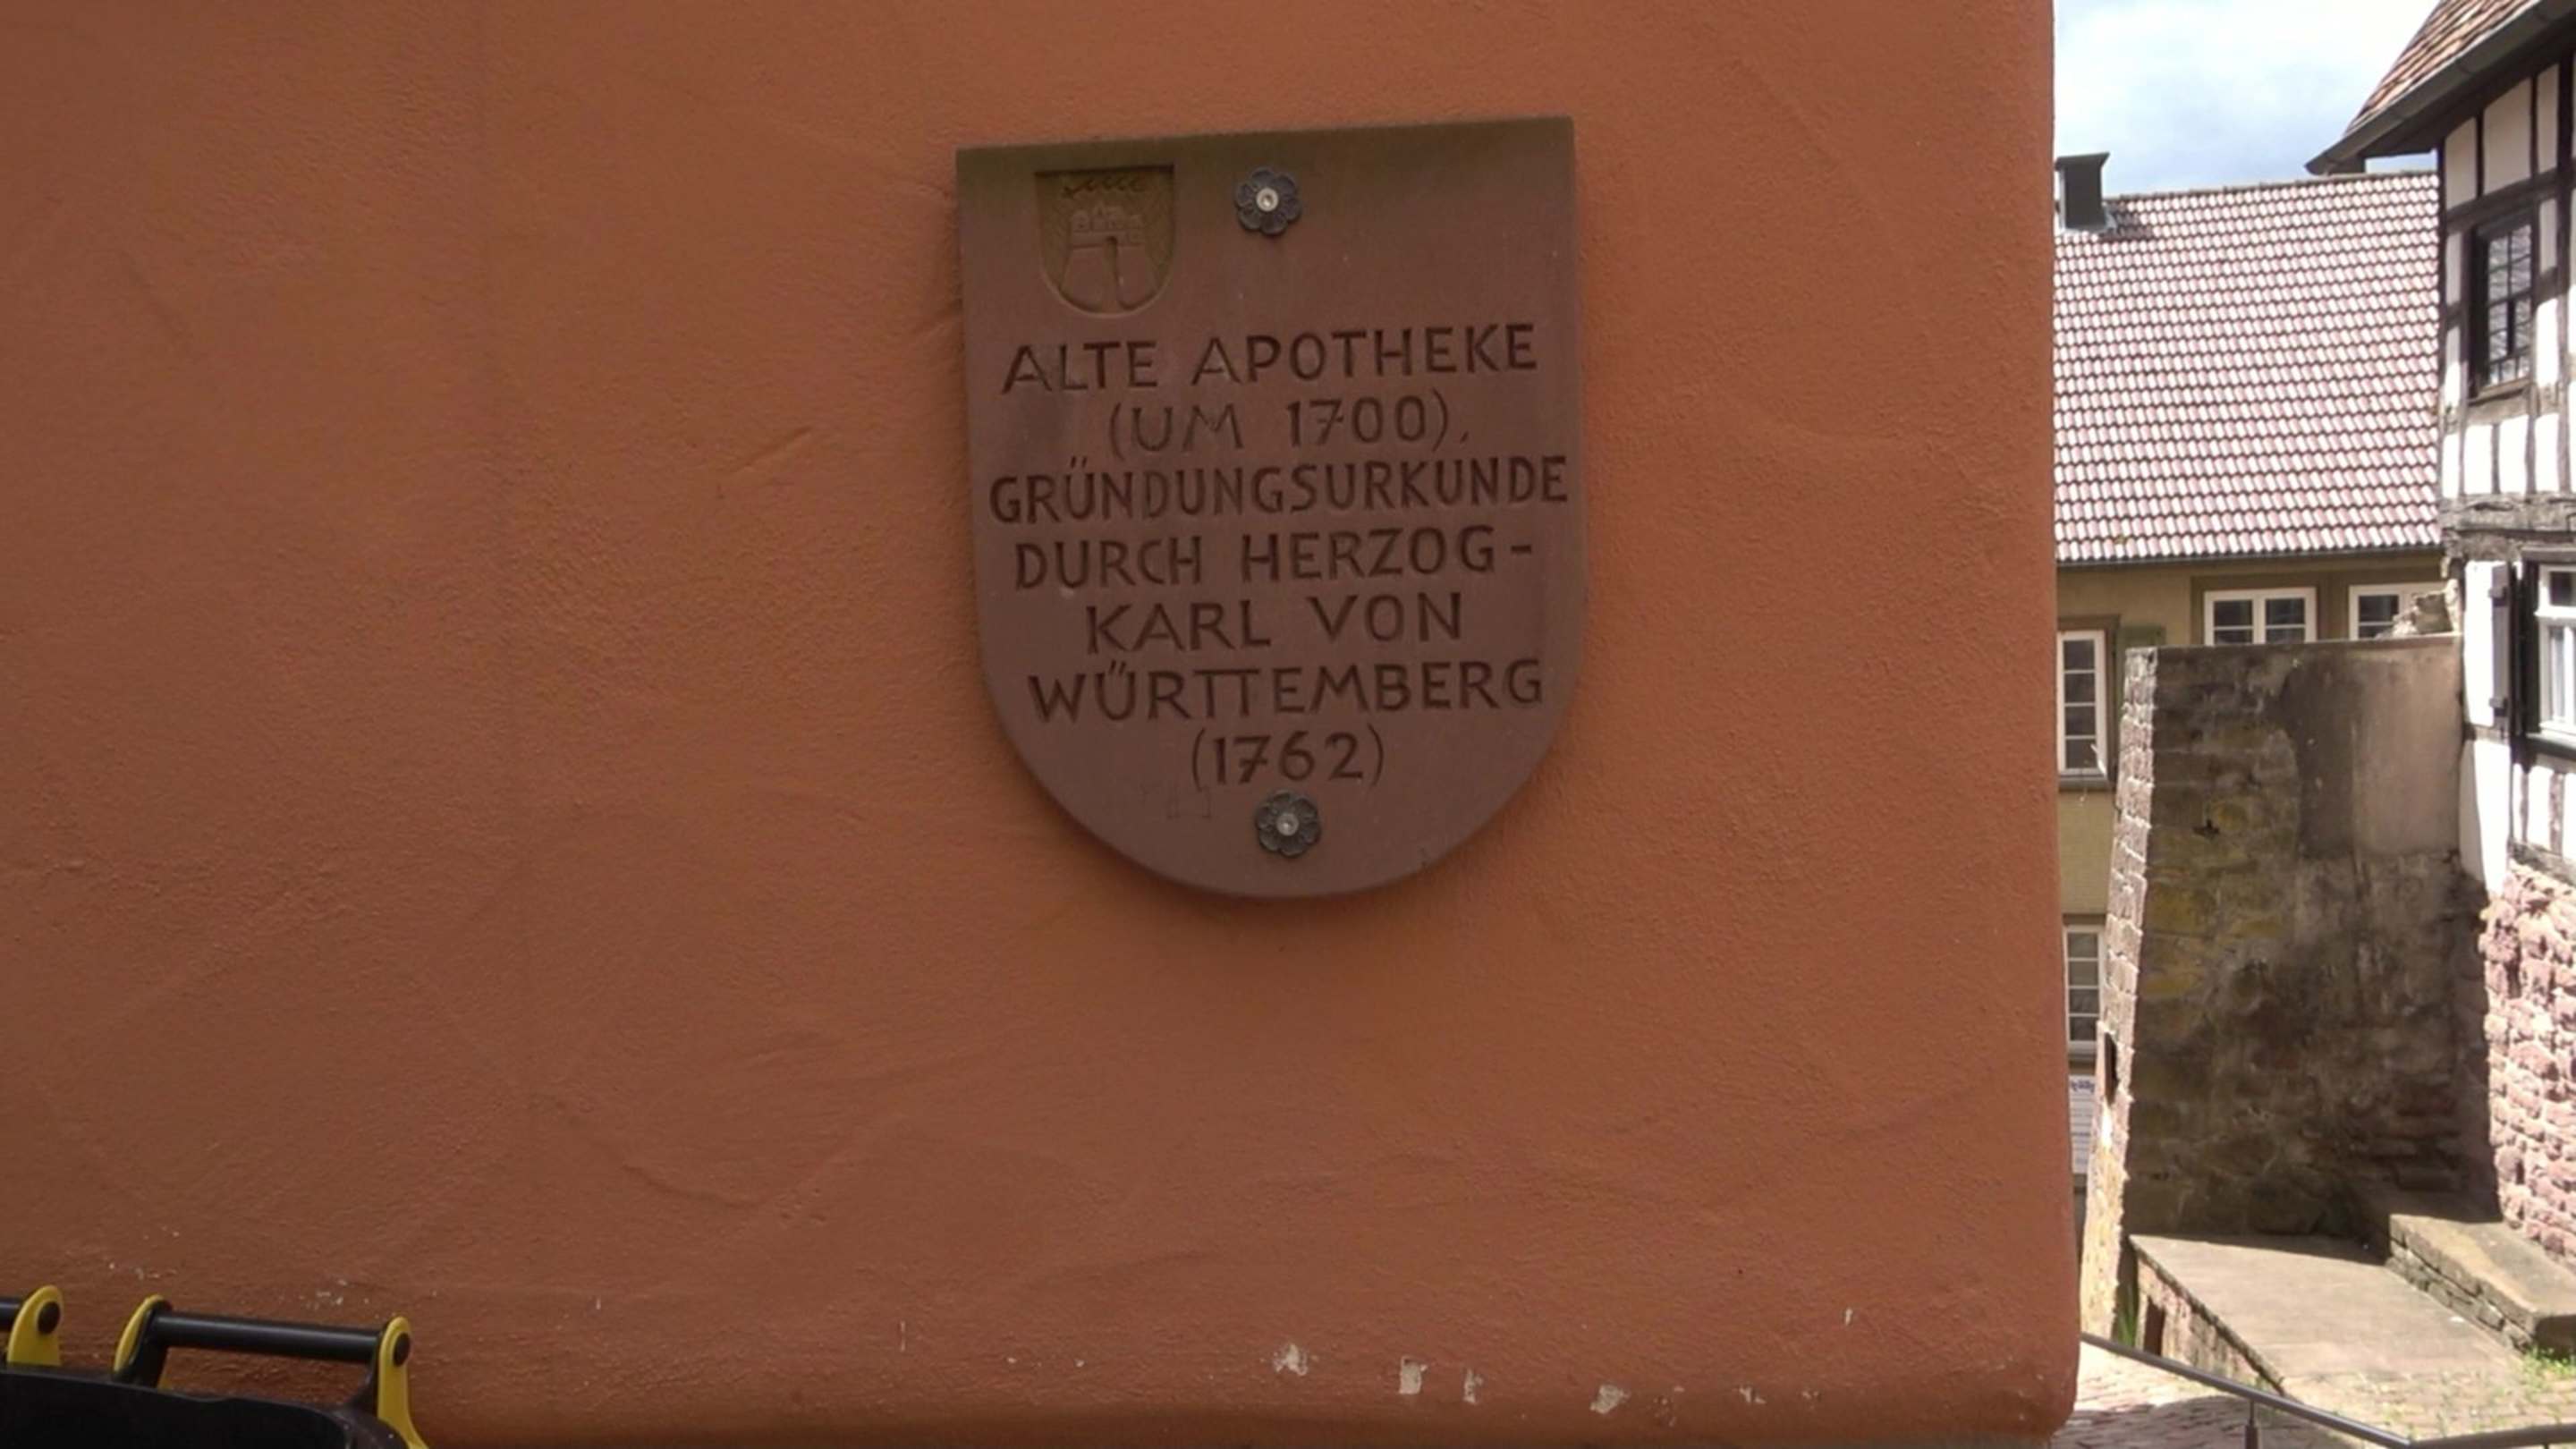 ALTE APOTHEKE
(UM 1700),
GRÜNDUNGSURKUNDE
DURCH HERZOG-
KARL VON
WÜRTTEMBERG
(1762)